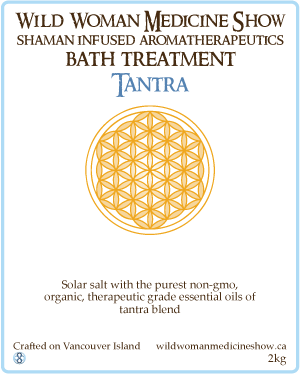 Wild Woman Medicine Show
Shaman Infused Aromatherapeutics
Bath Treatment
Tantra
Solar salt with the purest non-gmo,
organic, therapeutic grade essential oils of
tantra blend
Crafted on Vancouver Island wildwomanmedicineshow.ca
2kg